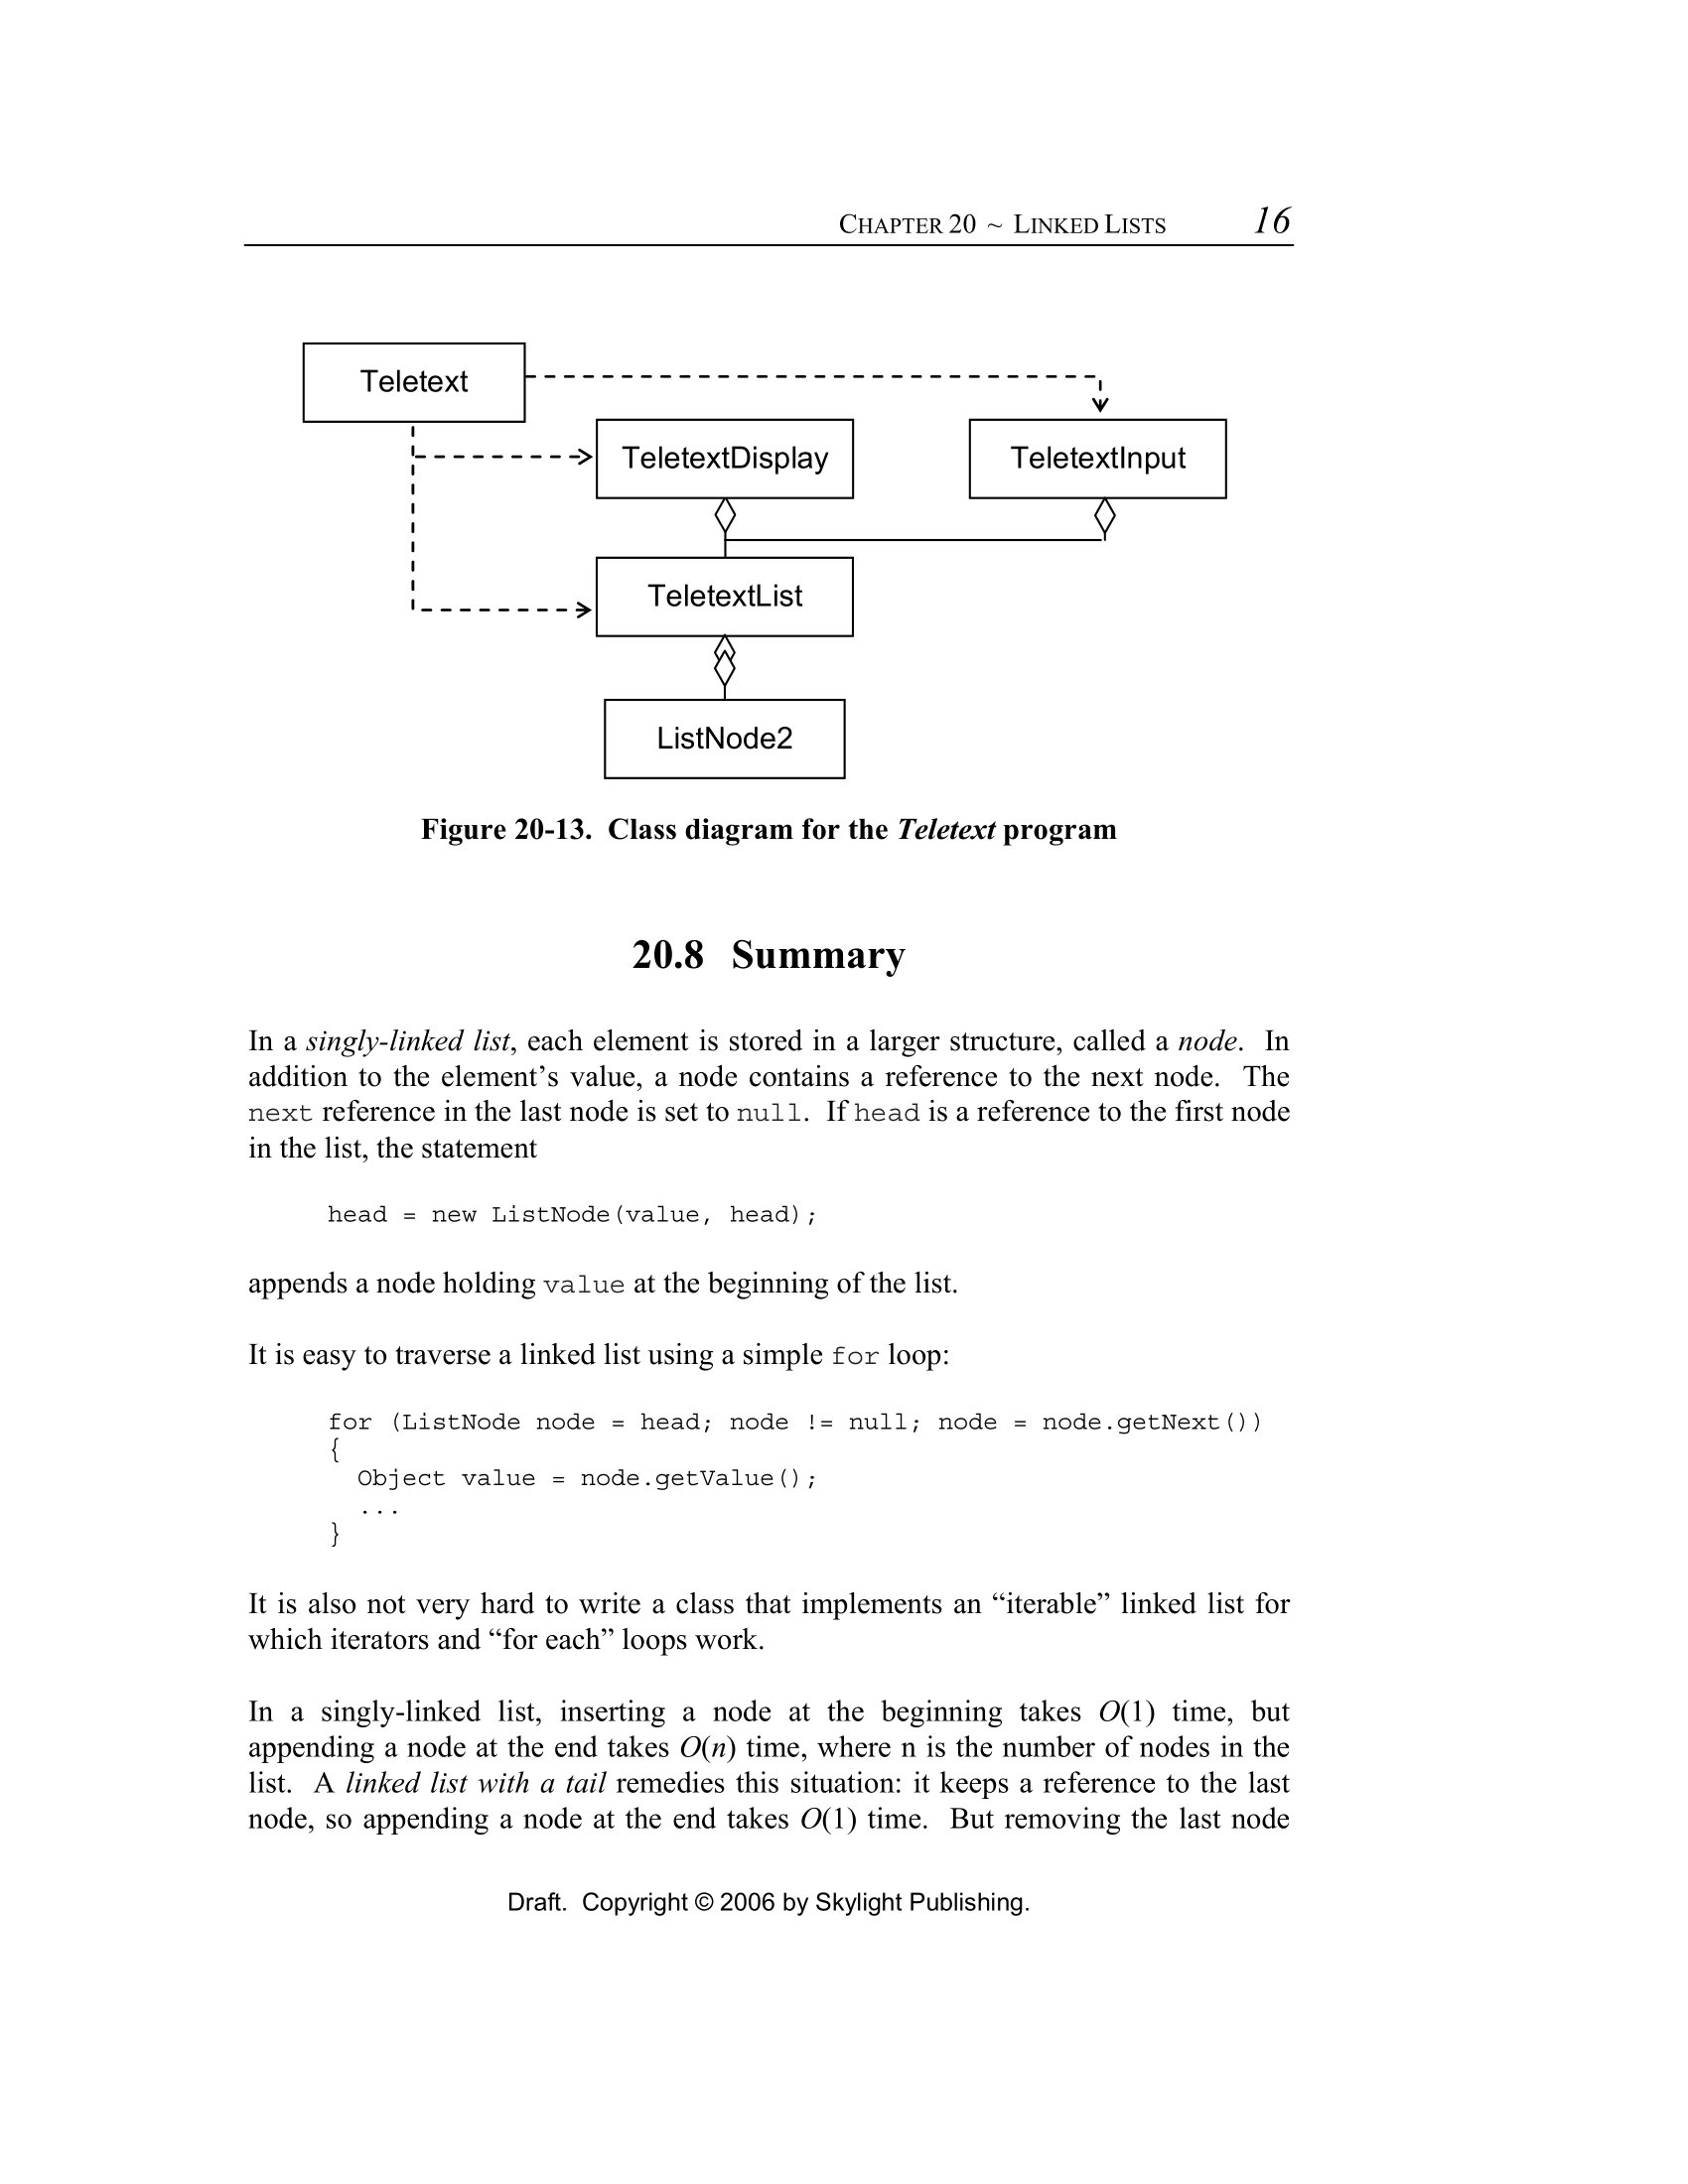 CHAPTER 20 ~ LINKED LISTS 16
Teletext
TeletextDisplay
TeletextInput
TeletextList
ListNode2
Figure 20-13. Class diagram for the Teletext program
20.8 Summary
In a singly-linked list, each element is stored in a larger structure, called a node. In
addition to the element’s value, a node contains a reference to the next node. The
next reference in the last node is set to null. If head is a reference to the first node
in the list, the statement
head = new ListNode(value, head);
appends a node holding value at the beginning of the list.
It is easy to traverse a linked list using a simple for loop:
for (ListNode node = head; node != null; node = node.getNext())
{
Object value = node.getValue();
...
}
It is also not very hard to write a class that implements an “iterable” linked list for
which iterators and “for each” loops work.
In a singly-linked list, inserting a node at the beginning takes O(1) time, but
appending a node at the end takes O(n) time, where n is the number of nodes in the
list. A linked list with a tail remedies this situation: it keeps a reference to the last
node, so appending a node at the end takes O(1) time. But removing the last node
Draft. Copyright © 2006 by Skylight Publishing.